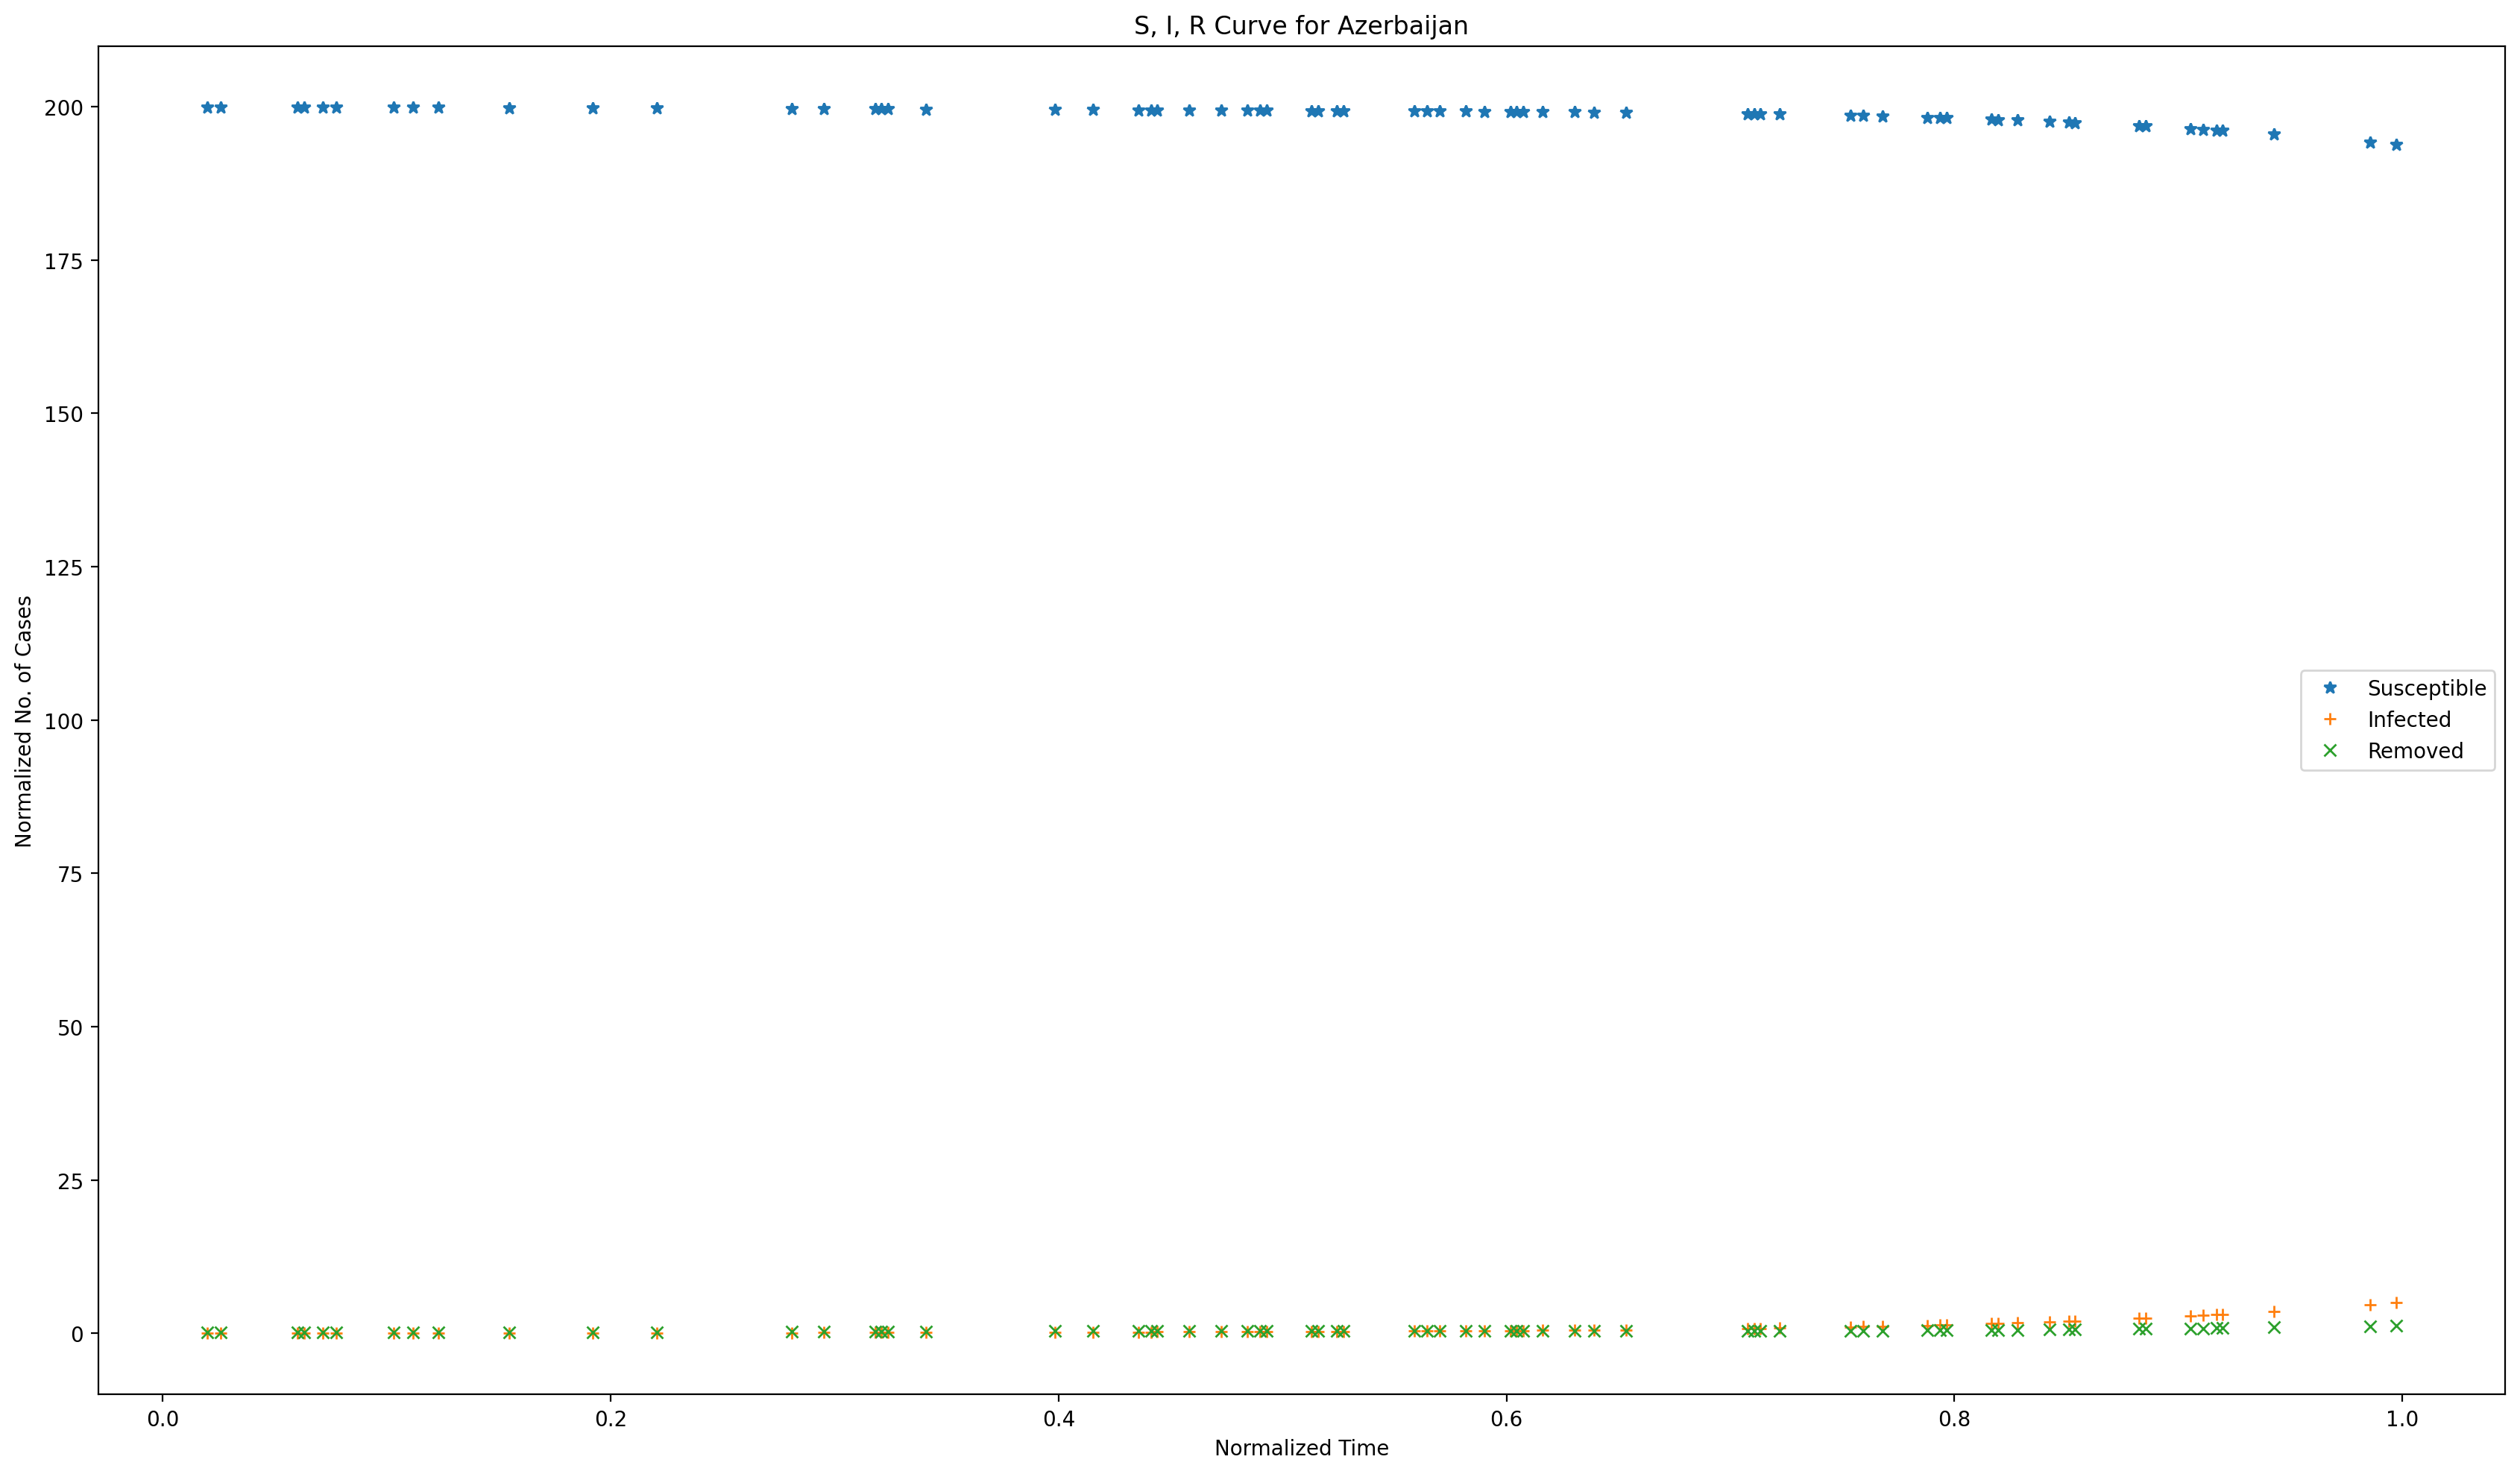 S, I, R Curve for Azerbaijan
Normalized No. of Cases
200
175
150
125
100
75
50
25
0
Susceptible
Infected
Removed
0.0
0.2
0.4
0.6
0.8
1.0
Normalized Time